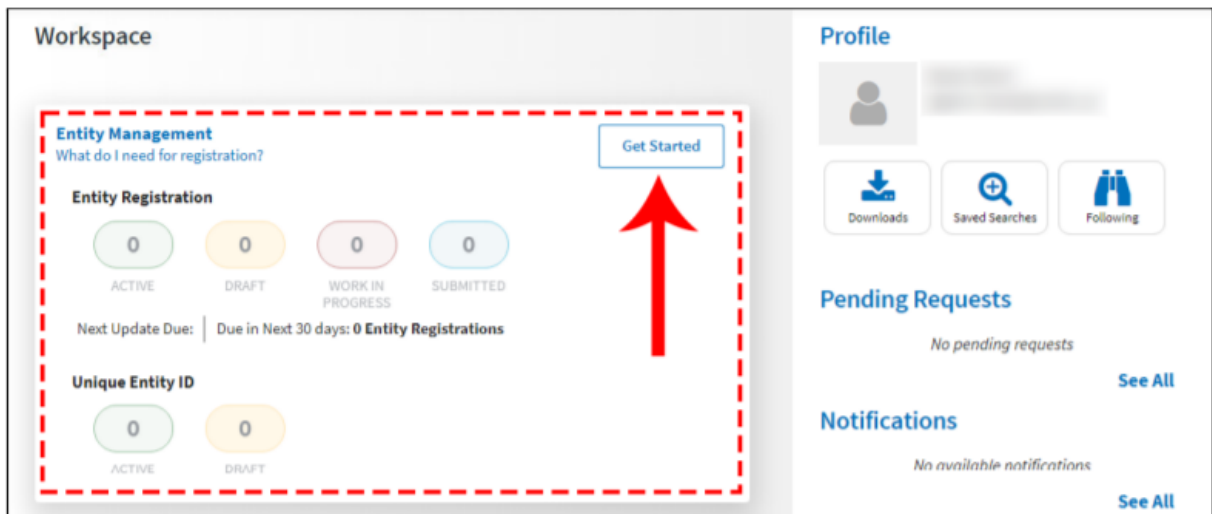 Workspace
Entity Management
What do I need for registration?
Get Started
Entity Registration
0 0 0 0
ACTIVE DRAFT WORK IN PROGRESS SUBMITTED
Next Update Due: Due in Next 30 days: 0 Entity Registrations
Unique Entity ID
0 0
ACTIVE DRAFT
Profile
Downloads Saved Searches Following
Pending Requests
No pending requests
See All
Notifications
No available notifications
See All